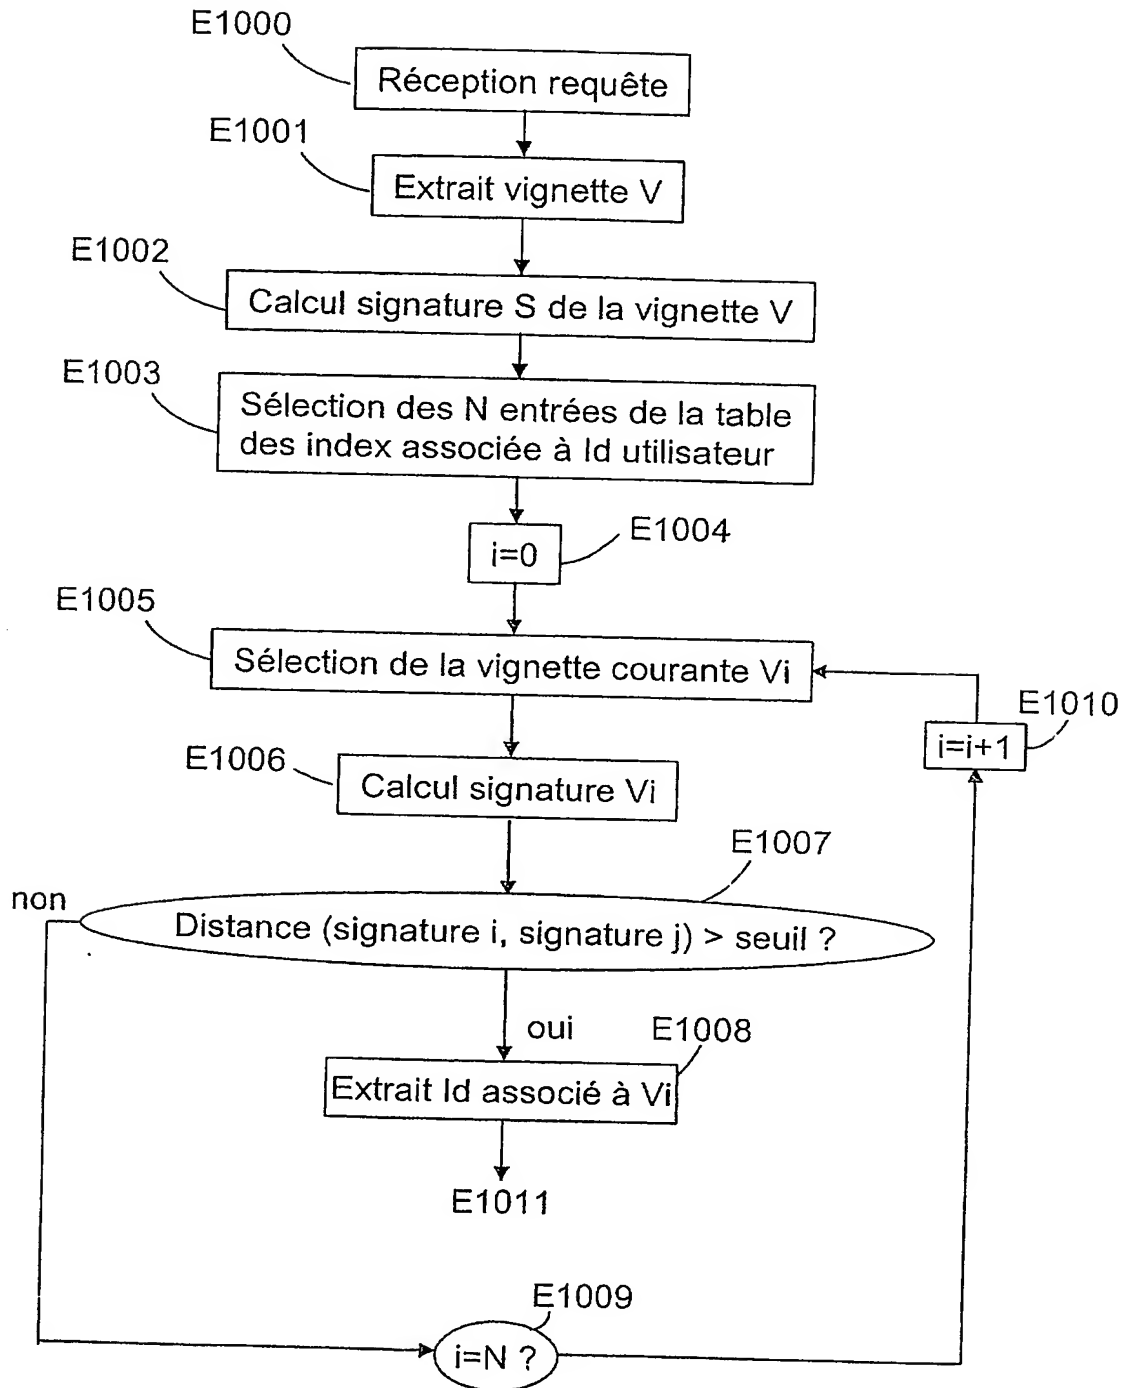 E1000
Réception requête
E1001
Extrait vignette V
E1002
Calcul signature S de la vignette V
E1003
Sélection des N entrées de la table
des index associée à Id utilisateur
E1004
i=0
E1005
Sélection de la vignette courante Vi
E1010
i=i+1
E1006
Calcul signature Vi
E1007
non
Distance (signature i, signature j) > seuil ?
oui
E1008
Extrait Id associé à Vi
E1011
E1009
i=N ?